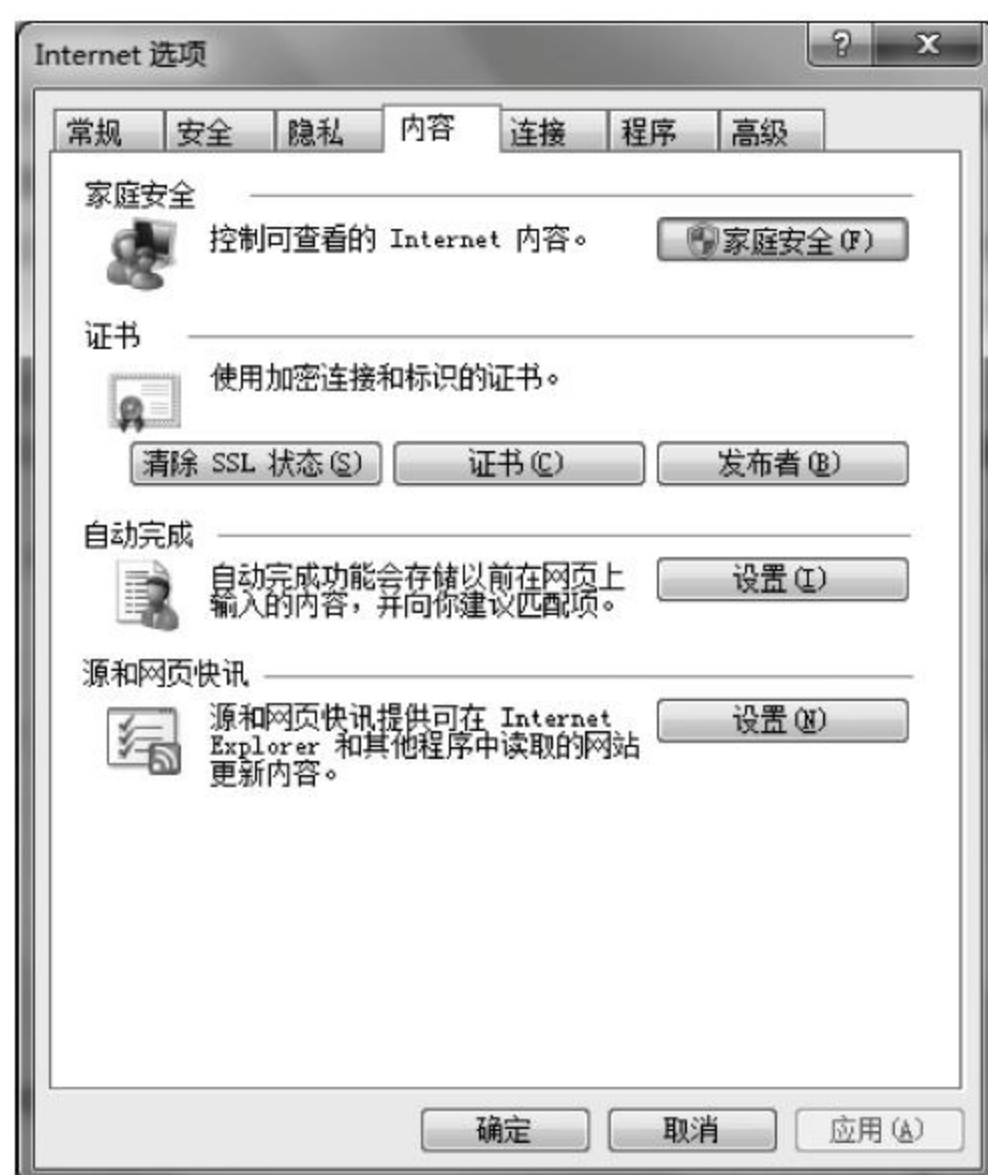 Internet 选项
常规 安全 隐私 内容 连接 程序 高级
家庭安全
控制可查看的 Internet 内容。 家庭安全(F)
证书
使用加密连接和标识的证书。
清除 SSL 状态(S) 证书(C) 发布者(B)
自动完成
自动完成功能会存储以前在网页上 设置(I)
输入的内容，并向你建议匹配项。
源和网页快讯
源和网页快讯提供可在 Internet 设置(N)
Explorer 和其他程序中读取的网站
更新内容。
确定 取消 应用(A)